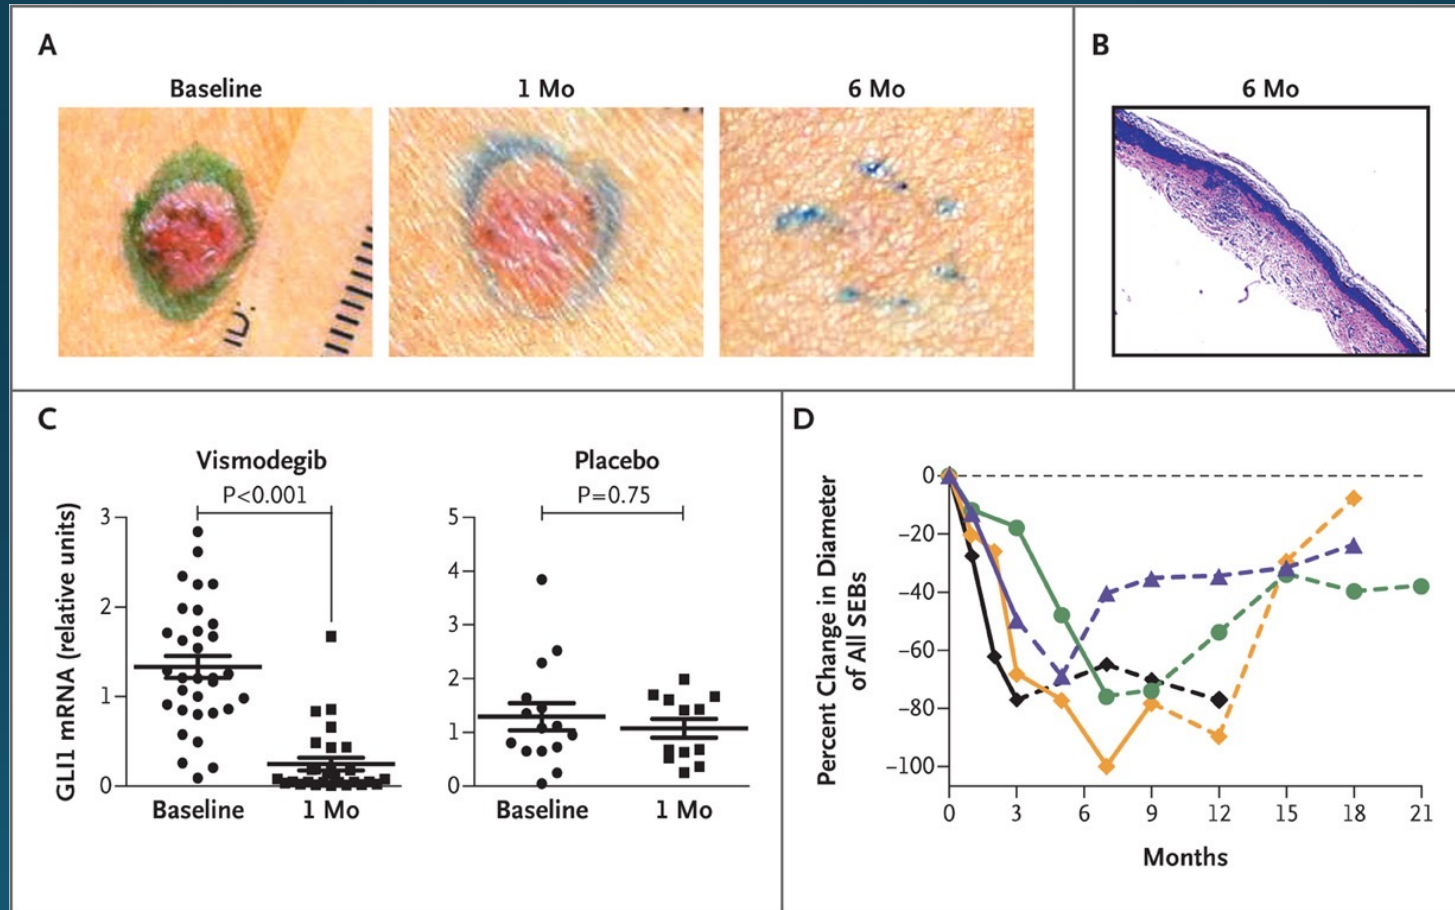 A
Baseline
1 Mo
6 Mo
ID:
B
6 Mo
C
Vismodegib
P<0.001
GLI1 mRNA (relative units)
3
2
1
0
Baseline
1 Mo
Placebo
P=0.75
5
4
3
2
1
0
Baseline
1 Mo
D
Percent Change in Diameter
of All SEBs
0
−20
−40
−60
−80
−100
0 3 6 9 12 15 18 21
Months